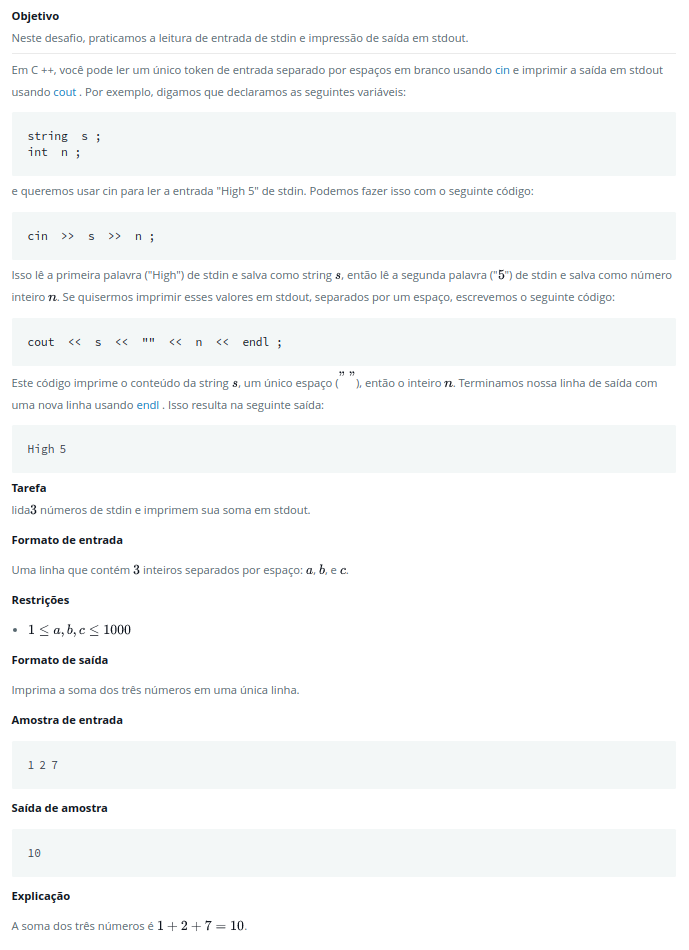 Objetivo
Neste desafio, praticamos a leitura de entrada de stdin e impressão de saída em stdout.
Em C ++, você pode ler um único token de entrada separado por espaços em branco usando cin e imprimir a saída em stdout
usando cout . Por exemplo, digamos que declaramos as seguintes variáveis:
string s ;
int n ;
e queremos usar cin para ler a entrada "High 5" de stdin. Podemos fazer isso com o seguinte código:
cin >> s >> n ;
Isso lê a primeira palavra ("High") de stdin e salva como string s, então lê a segunda palavra ("5") de stdin e salva como número
inteiro n. Se quisermos imprimir esses valores em stdout, separados por um espaço, escrevemos o seguinte código:
cout << s << "" << n << endl ;
Este código imprime o conteúdo da string s, um único espaço ( ” ” ), então o inteiro n. Terminamos nossa linha de saída com
uma nova linha usando endl . Isso resulta na seguinte saída:
High 5
Tarefa
lida3 números de stdin e imprimem sua soma em stdout.
Formato de entrada
Uma linha que contém 3 inteiros separados por espaço: a, b, e c.
Restrições
• 1 ≤ a, b, c ≤ 1000
Formato de saída
Imprima a soma dos três números em uma única linha.
Amostra de entrada
1 2 7
Saída de amostra
10
Explicação
A soma dos três números é 1 + 2 + 7 = 10.